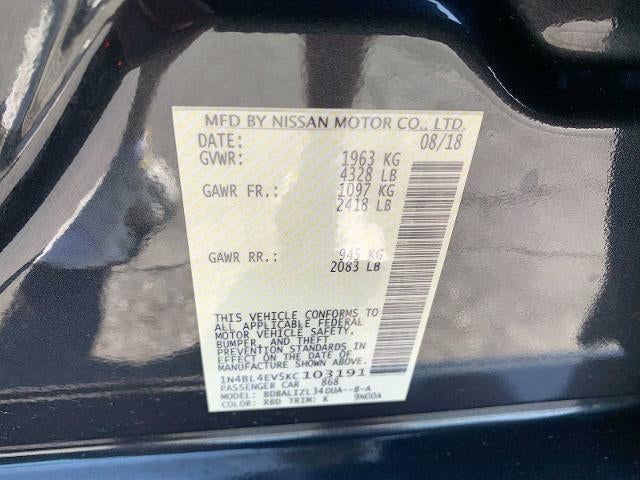 MFD BY NISSAN MOTOR CO., LTD.
DATE: 08/18
GVWR: 1963 KG
4328 LB
GAWR FR.: 1097 KG
2418 LB
GAWR RR.: 945 KG
2083 LB
THIS VEHICLE CONFORMS TO
ALL APPLICABLE FEDERAL
MOTOR VEHICLE SAFETY,
BUMPER, AND THEFT
PREVENTION STANDARDS
IN EFFECT ON THE DATE OF
MANUFACTURE SHOWN ABOVE.
1N4BL4EV5KC103191
PASSENGER CAR 868
MODEL: BDBALIZL34DUA--B-A
COLOR: RBD TRIM: K 9N00A